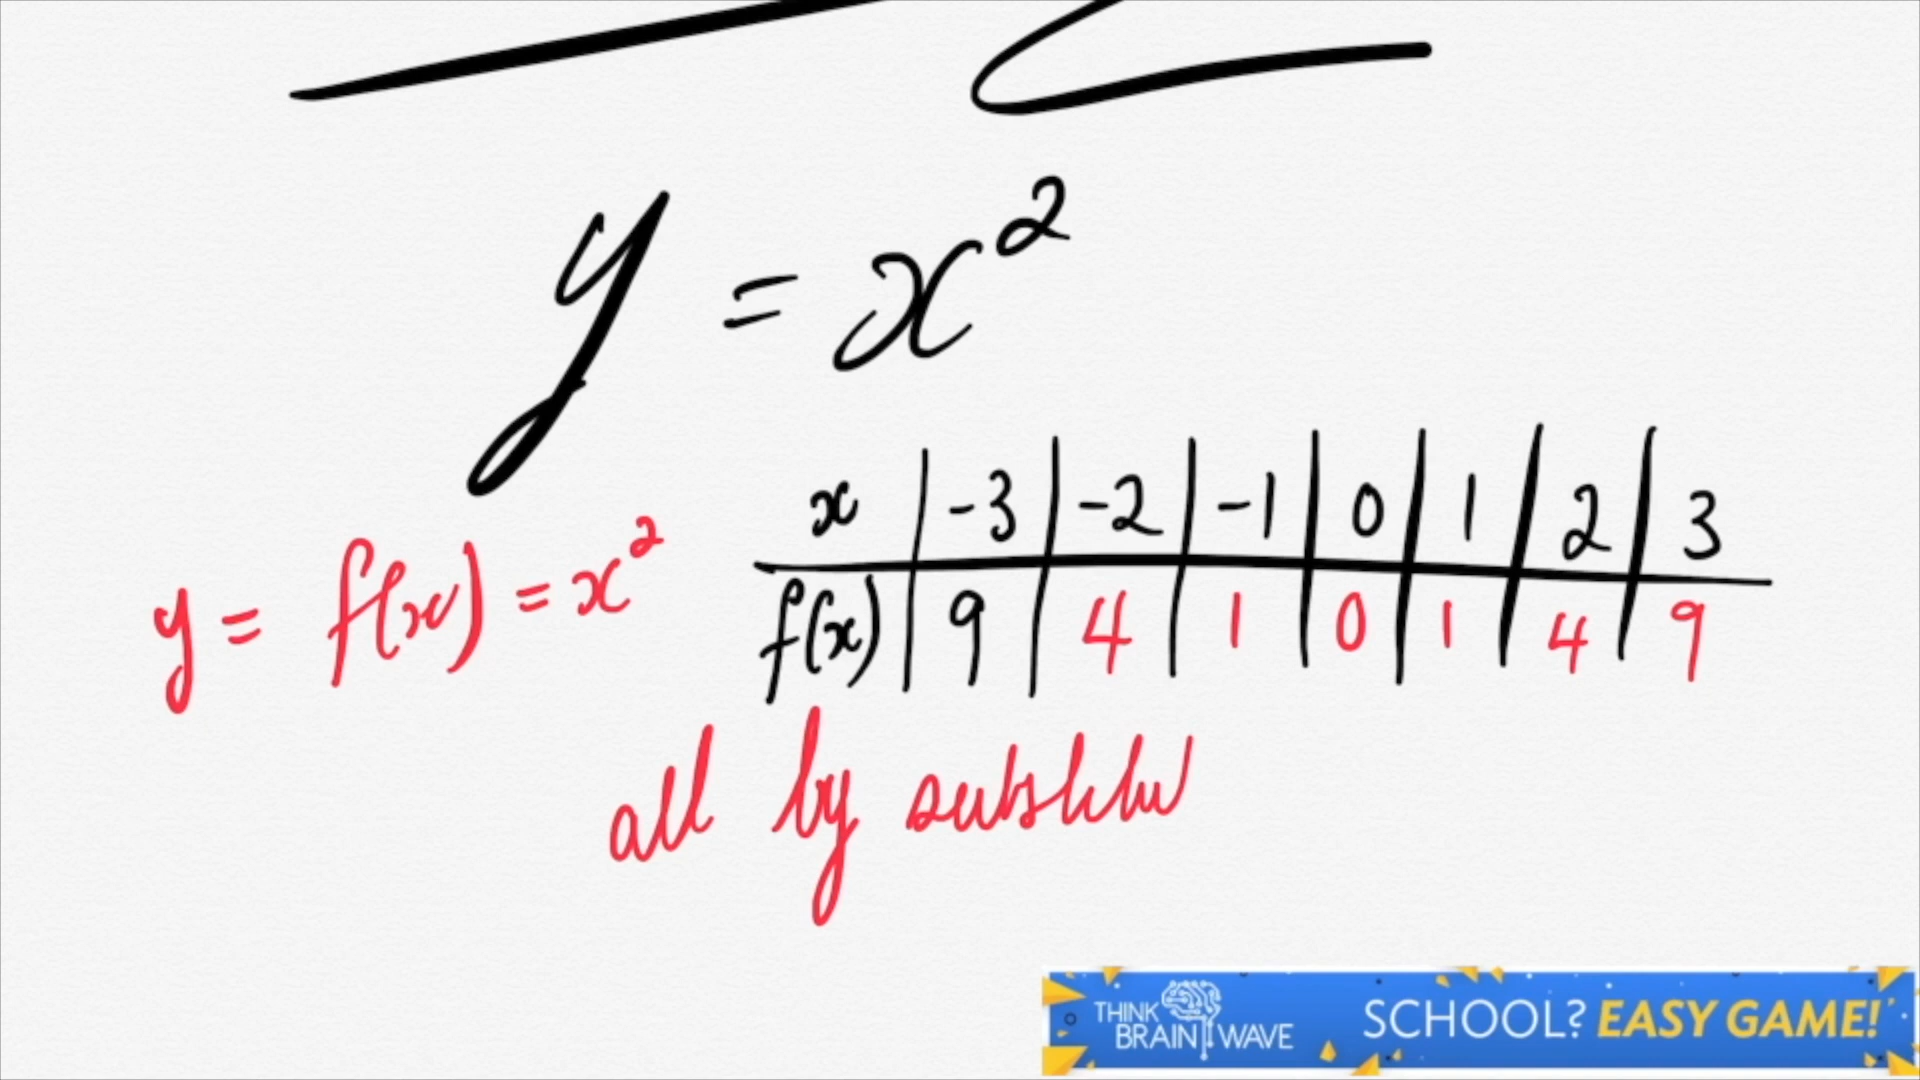 y = x²
y = f(x) = x²
x | -3 | -2 | -1 | 0 | 1 | 2 | 3
f(x) | 9 | 4 | 1 | 0 | 1 | 4 | 9
all by
THINK BRAIN WAVE
SCHOOL? EASY GAME!